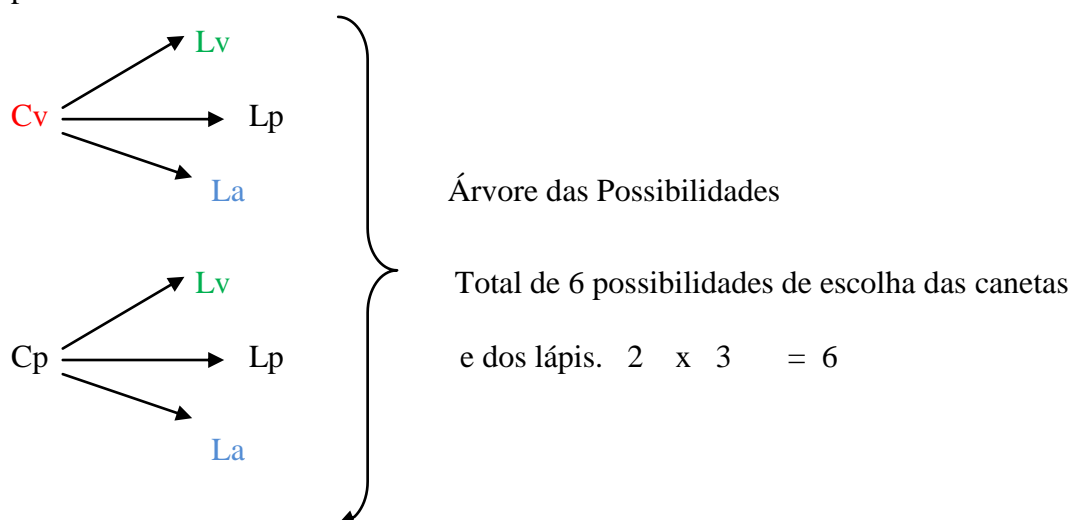 Lv
Cv Lp
La
Árvore das Possibilidades
Lv
Total de 6 possibilidades de escolha das canetas
Cp Lp
e dos lápis. 2 x 3 = 6
La